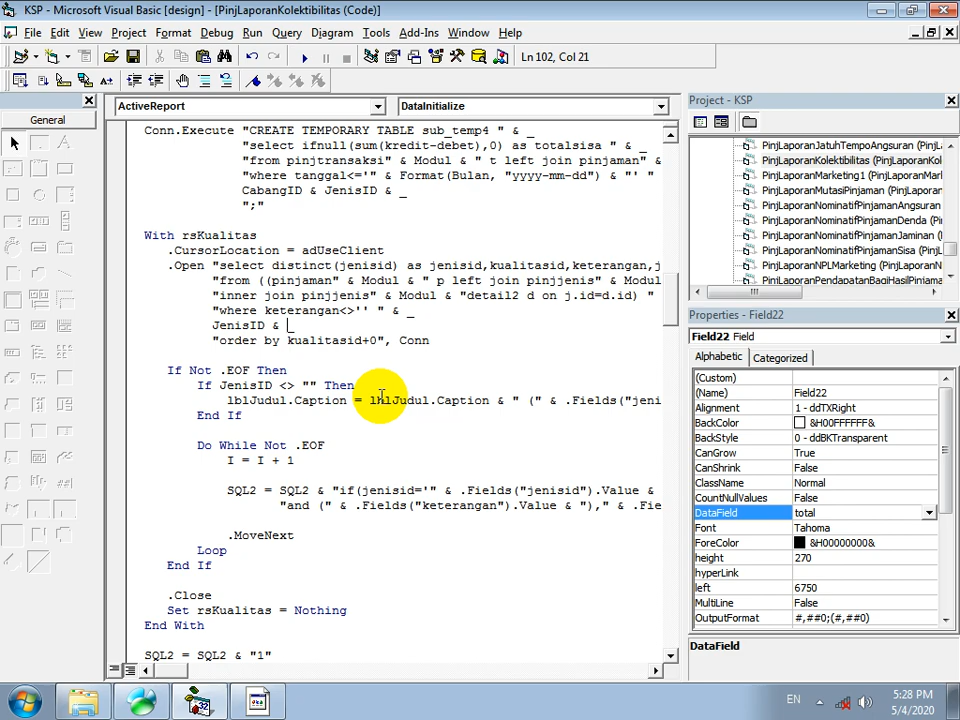 KSP - Microsoft Visual Basic [design] - [PinjLaporanKolektibilitas (Code)]
File Edit View Project Format Debug Run Query Diagram Tools Add-Ins Window Help
Ln 102, Col 21
General
ActiveReport
DataInitialize
Conn.Execute "CREATE TEMPORARY TABLE sub_temp4 " & _
"select ifnull(sum(kredit-debet),0) as totalsisa " & _
"from pinjtransaksi" & Modul & " t left join pinjaman" &
"where tanggal<='" & Format(Bulan, "yyyy-mm-dd") & "' "
CabangID & JenisID & _
";"
With rsKualitas
.CursorLocation = adUseClient
.Open "select distinct(jenisid) as jenisid,kualitasid,keterangan,j
"from ((pinjaman" & Modul & " p left join pinjjenis" & Modul
"inner join pinjjenis" & Modul & "detail2 d on j.id=d.id) "
"where keterangan<>'' " & _
JenisID & _
"order by kualitasid+0", Conn
If Not .EOF Then
If JenisID <> "" Then
lblJudul.Caption = lblJudul.Caption & " (" & .Fields("jeni
End If
Do While Not .EOF
I = I + 1
SQL2 = SQL2 & "if(jenisid='" & .Fields("jenisid").Value &
"and (" & .Fields("keterangan").Value & ")," & .Fie
.MoveNext
Loop
End If
.Close
Set rsKualitas = Nothing
End With
SQL2 = SQL2 & "1"
Project - KSP
PinjLaporanJatuhTempoAngsuran (
PinjLaporanKolektibilitas (PinjLaporanKol
PinjLaporanMarketing1 (PinjLaporanMar
PinjLaporanMutasiPinjaman (PinjLaporan
PinjLaporanNominatifPinjamanAngsuran
PinjLaporanNominatifPinjamanDenda (Pi
PinjLaporanNominatifPinjamanJaminan (
PinjLaporanNominatifPinjamanSisa (PinjL
PinjLaporanNPLMarketing (PinjLaporanN
PinjLaporanPendapatanBagiHasilPinjama
Properties - Field22
Field22 Field
Alphabetic Categorized
(Custom)
(Name) Field22
Alignment 1 - ddTXRight
BackColor &H00FFFFFF&
BackStyle 0 - ddBKTransparent
CanGrow True
CanShrink False
ClassName Normal
CountNullValues False
DataField total
Font Tahoma
ForeColor &H00000000&
height 270
hyperLink
left 6750
MultiLine False
OutputFormat #,##0;(#,##0)
DataField
EN
5:28 PM
5/4/2020